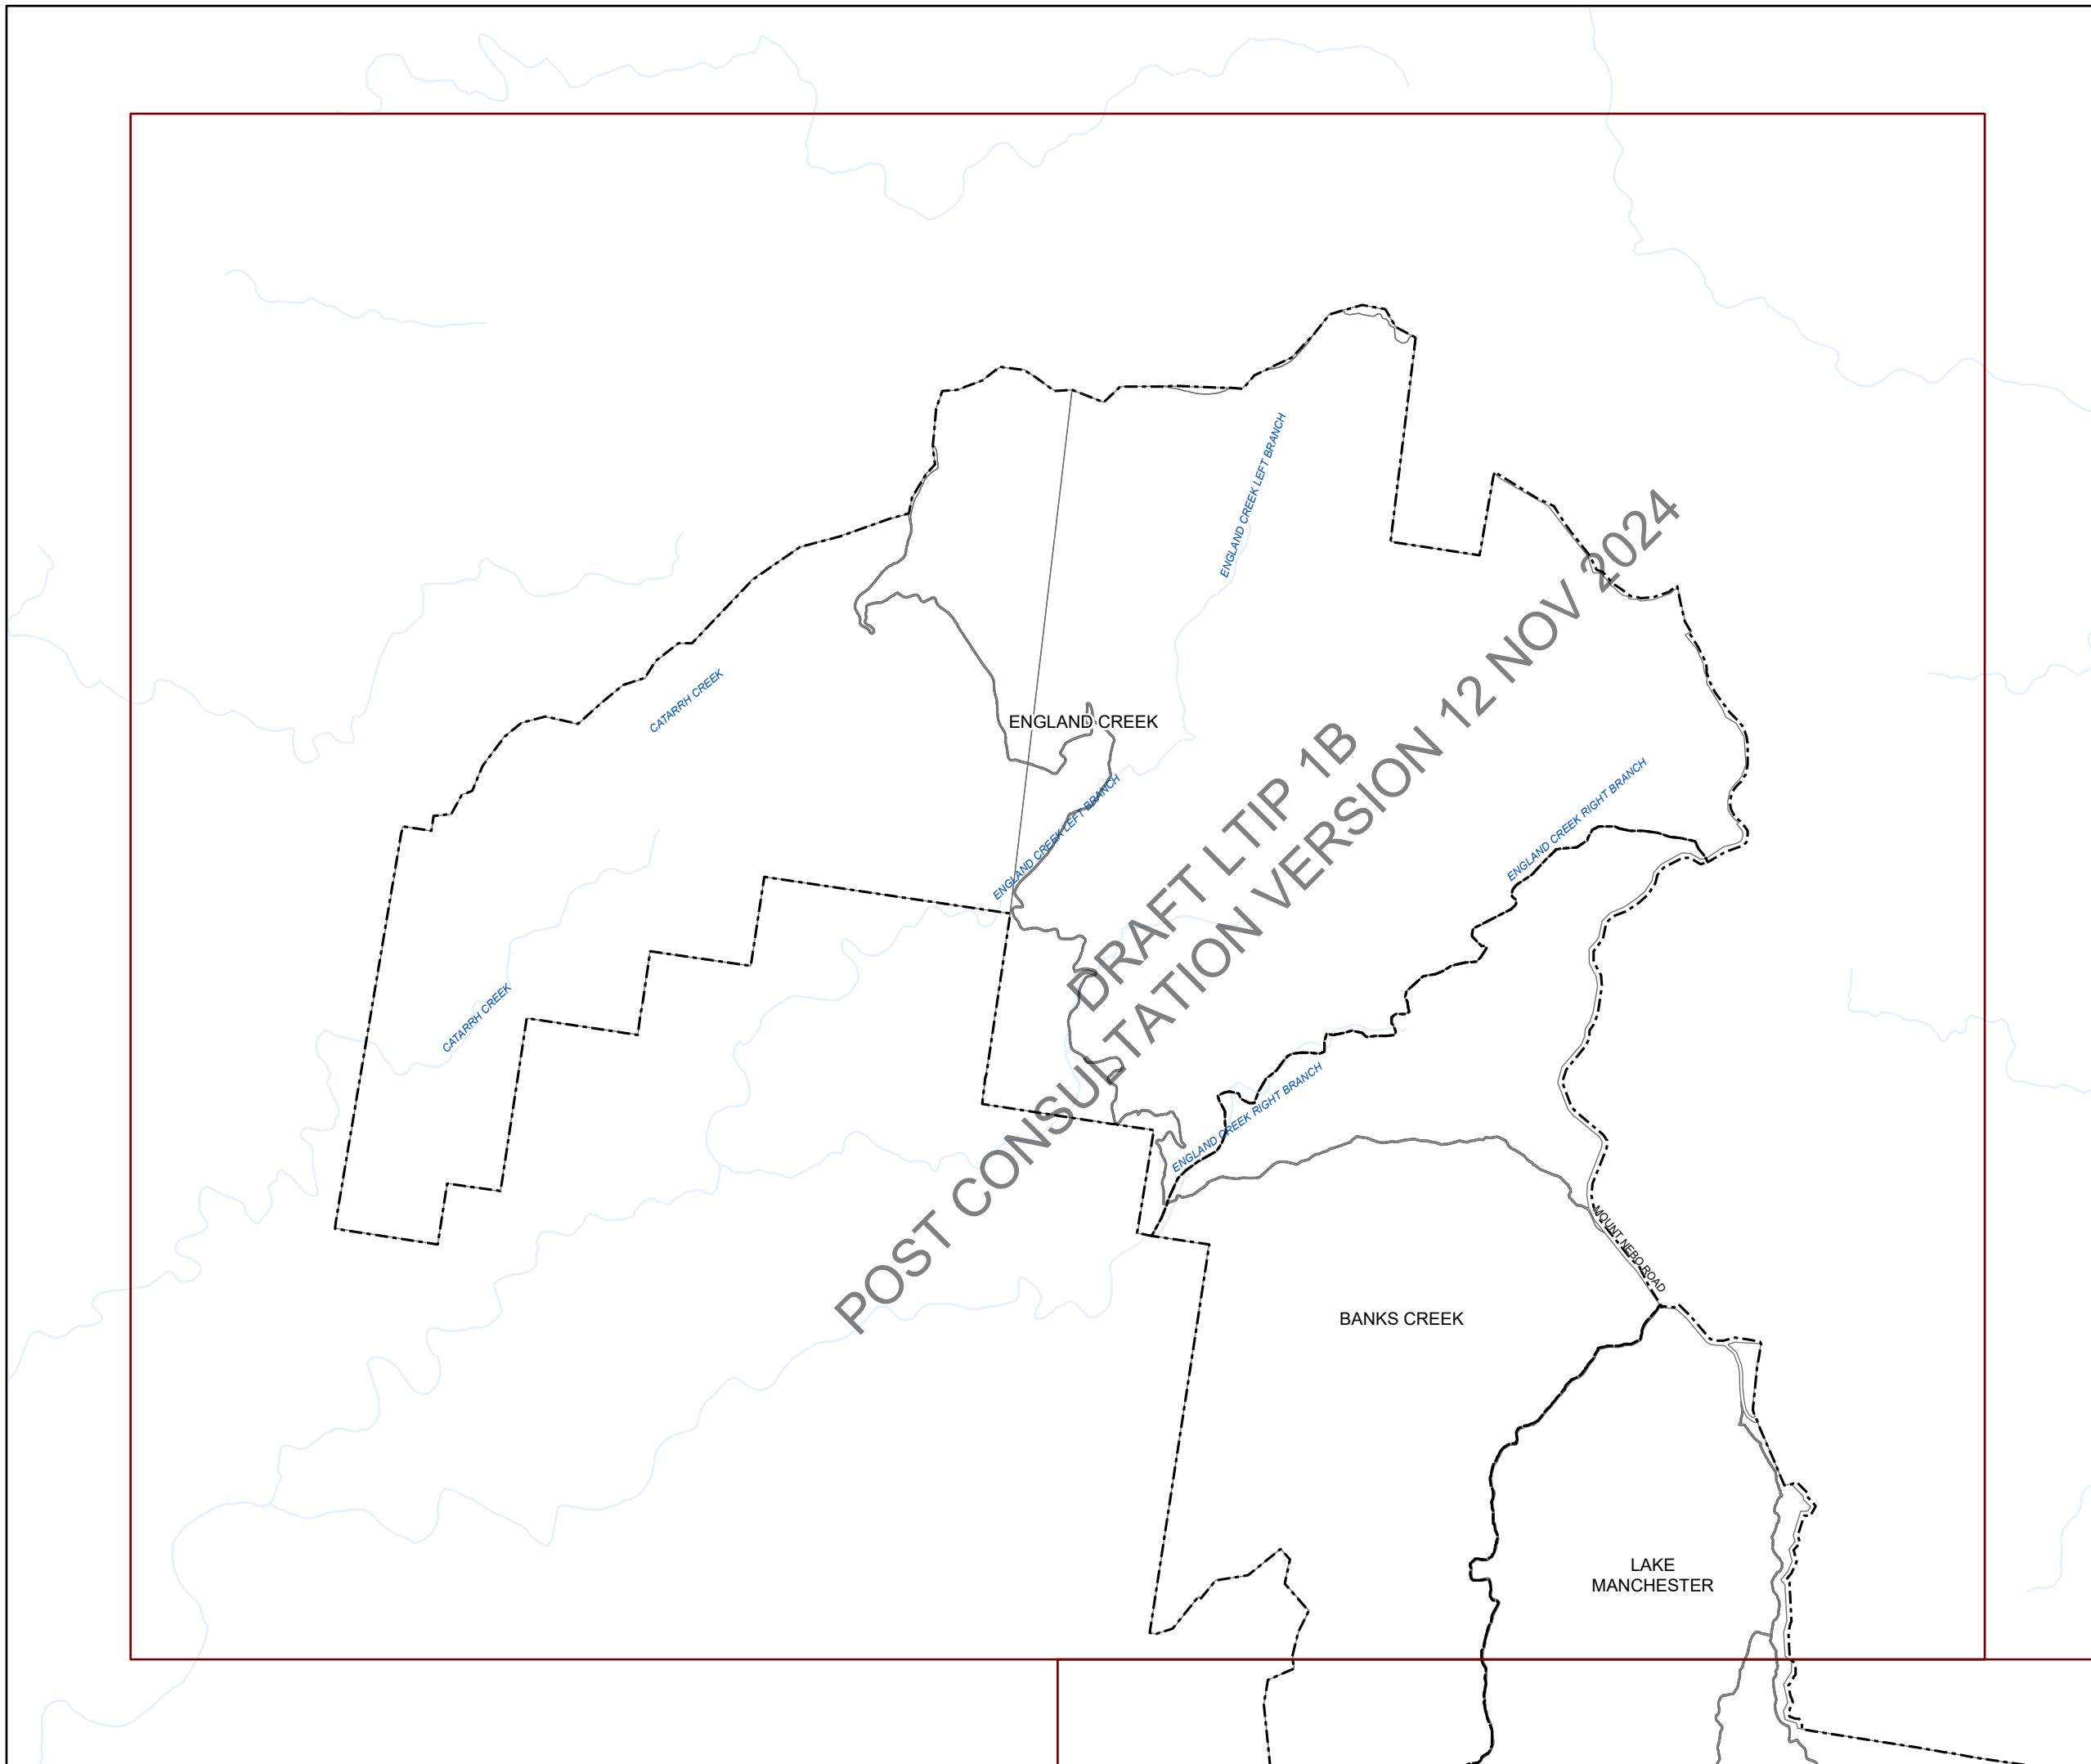 ENGLAND CREEK LEFT BRANCH
CATARRH CREEK
ENGLAND CREEK
ENGLAND CREEK LEFT BRANCH
ENGLAND CREEK RIGHT BRANCH
DRAFT LTIP 1B
POST CONSULTATION VERSION 12 NOV 2024
CATARRH CREEK
ENGLAND CREEK RIGHT BRANCH
MOUNT NEBO ROAD
BANKS CREEK
LAKE
MANCHESTER